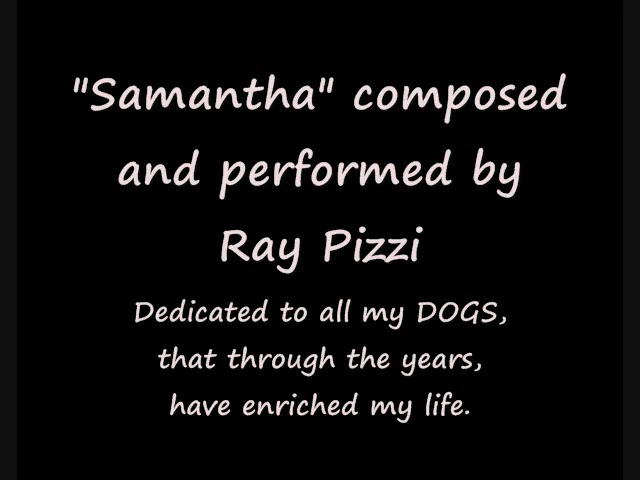 "Samantha" composed
and performed by
Ray Pizzi
Dedicated to all my DOGS,
that through the years,
have enriched my life.